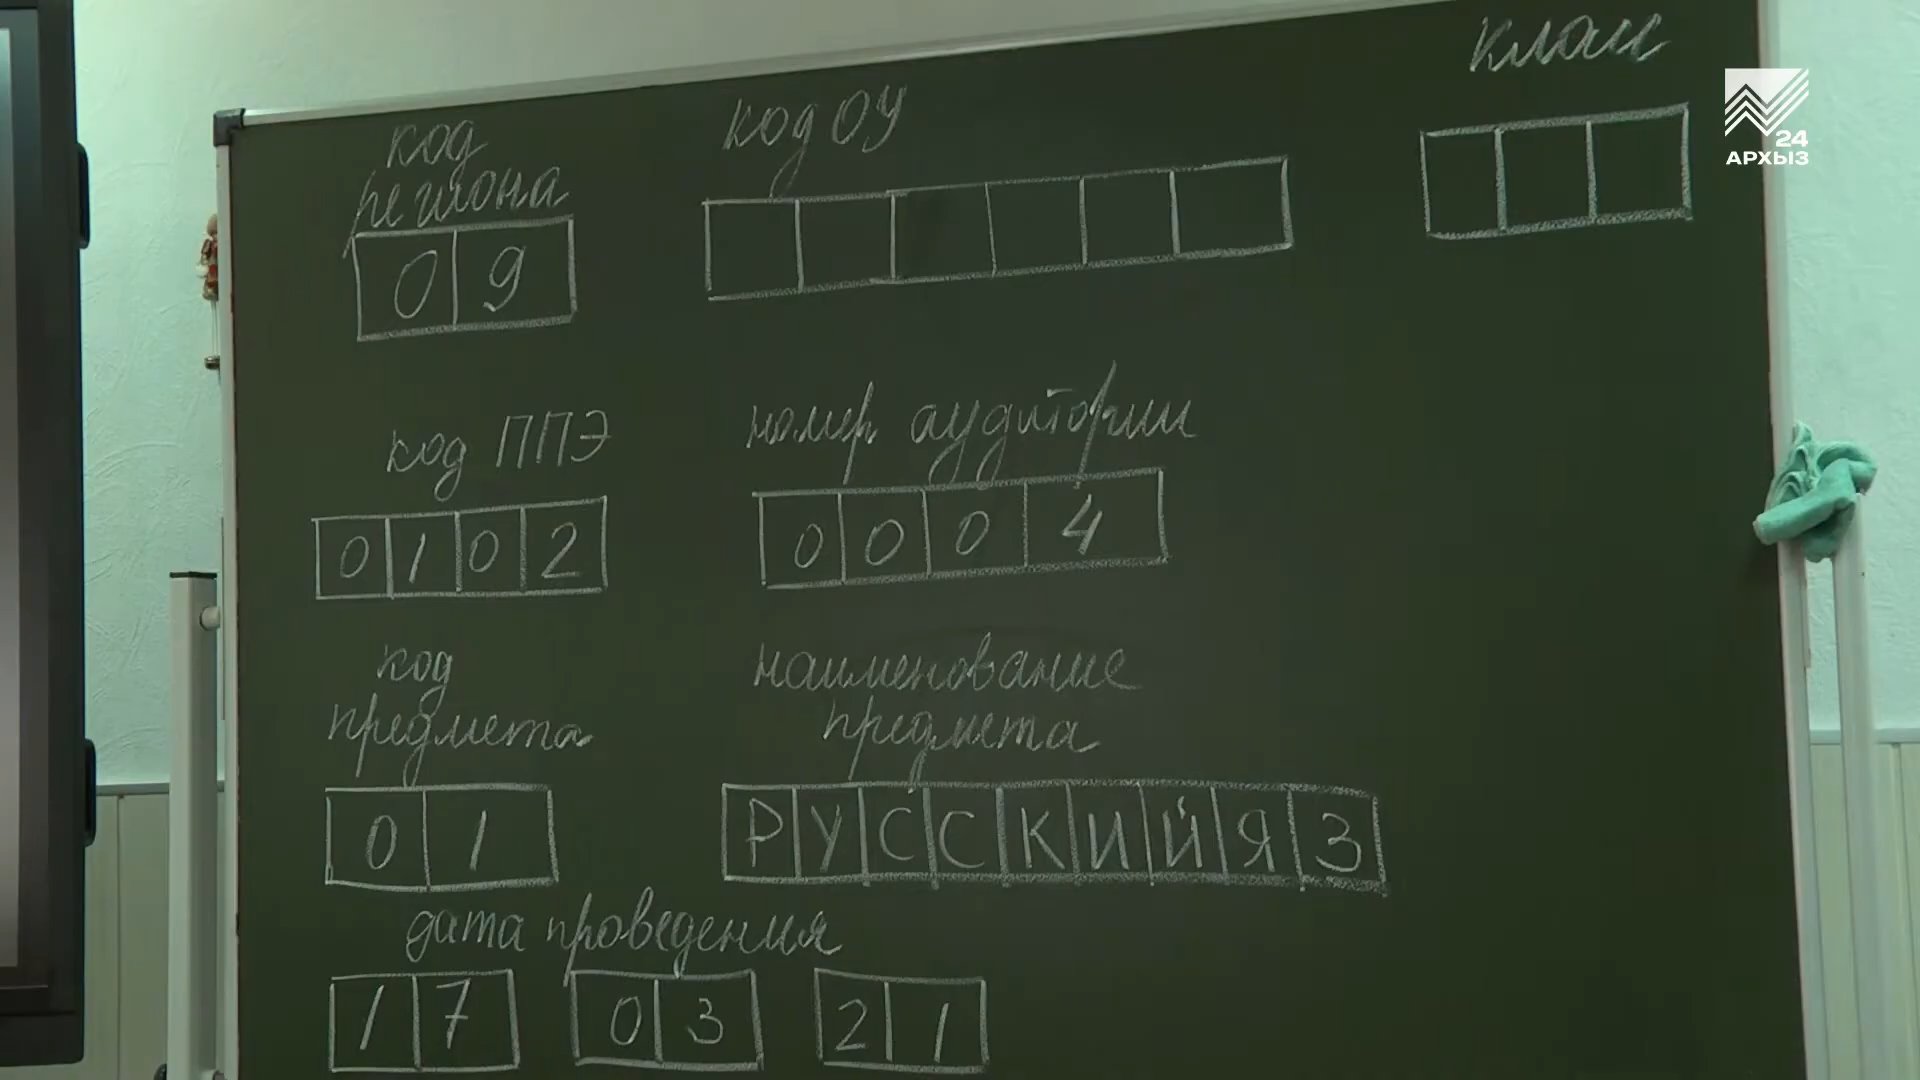 код
региона
0 9
код ОУ
класс
24
АРХЫЗ
код ППЭ
0 1 0 2
номер аудитории
0 0 0 4
код
предмета
0 1
наименование
предмета
Р У С С К И Й Я З
дата проведения
1 7 0 3 2 1